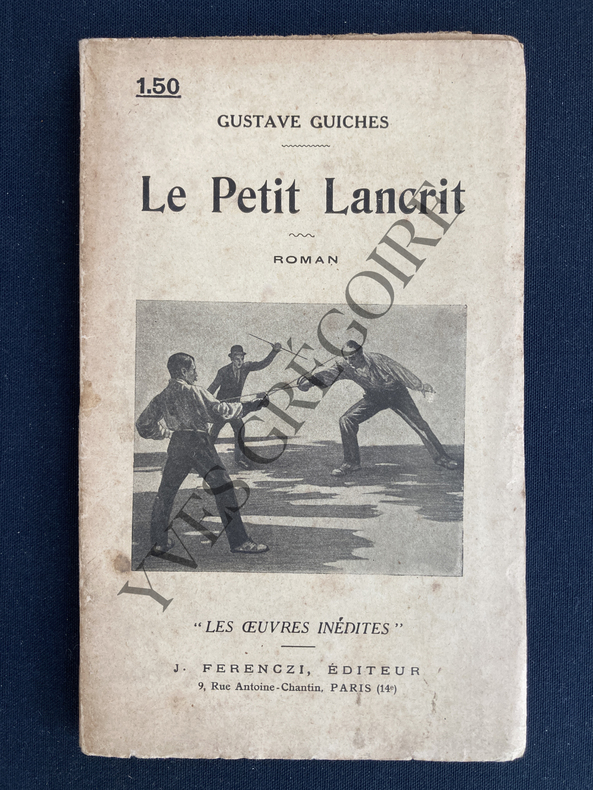 1.50
GUSTAVE GUICHES
Le Petit Lancrit
ROMAN
YVES GRÉGOIRE
"LES ŒUVRES INÉDITES"
J. FERENCZI, ÉDITEUR
9, Rue Antoine-Chantin, PARIS (14e)